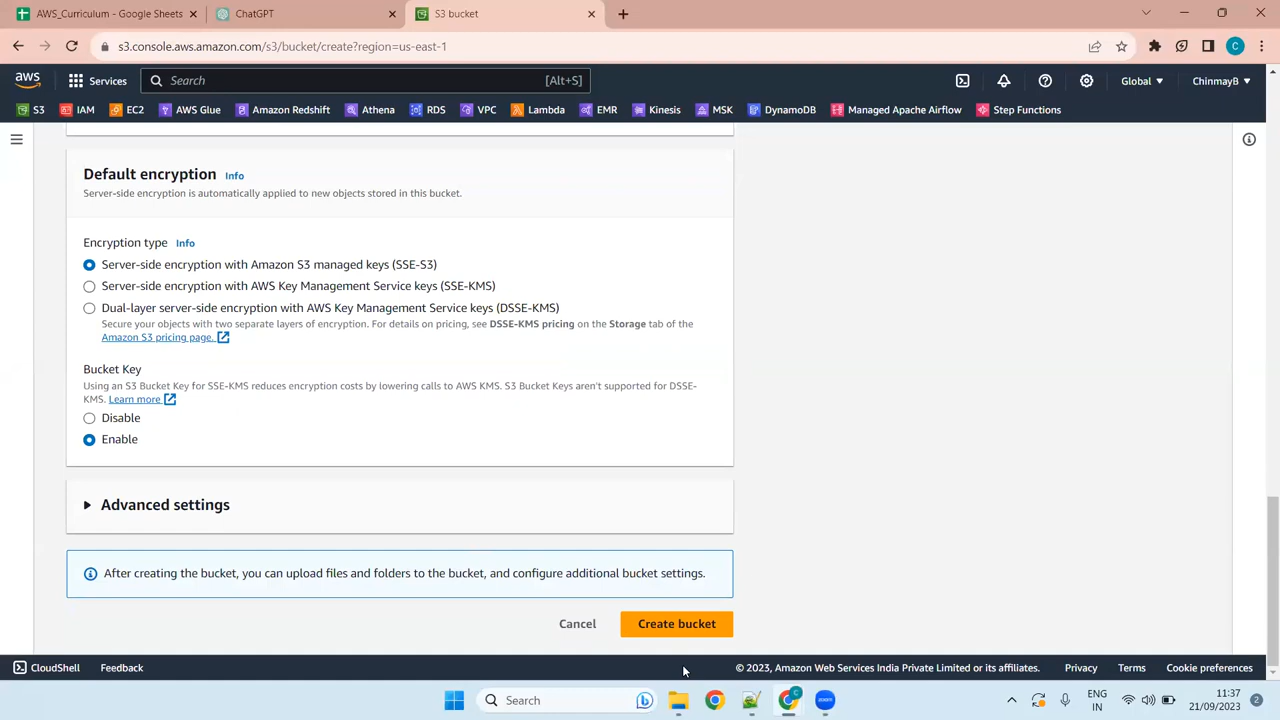 AWS_Curriculum - Google Sheets
ChatGPT
S3 bucket
s3.console.aws.amazon.com/s3/bucket/create?region=us-east-1
C
aws
Services
Search
[Alt+S]
Global
ChinmayB
S3
IAM
EC2
AWS Glue
Amazon Redshift
Athena
RDS
VPC
Lambda
EMR
Kinesis
MSK
DynamoDB
Managed Apache Airflow
Step Functions
Default encryption Info
Server-side encryption is automatically applied to new objects stored in this bucket.
Encryption type Info
Server-side encryption with Amazon S3 managed keys (SSE-S3)
Server-side encryption with AWS Key Management Service keys (SSE-KMS)
Dual-layer server-side encryption with AWS Key Management Service keys (DSSE-KMS)
Secure your objects with two separate layers of encryption. For details on pricing, see DSSE-KMS pricing on the Storage tab of the
Amazon S3 pricing page.
Bucket Key
Using an S3 Bucket Key for SSE-KMS reduces encryption costs by lowering calls to AWS KMS. S3 Bucket Keys aren't supported for DSSE-
KMS. Learn more
Disable
Enable
Advanced settings
After creating the bucket, you can upload files and folders to the bucket, and configure additional bucket settings.
Cancel
Create bucket
CloudShell
Feedback
© 2023, Amazon Web Services India Private Limited or its affiliates.
Privacy
Terms
Cookie preferences
Search
C
zoom
ENG
IN
11:37
21/09/2023
2